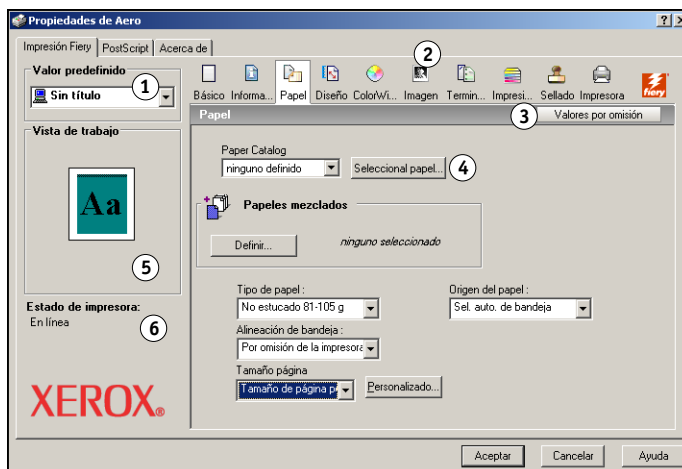 Propiedades de Aero
Impresión Fiery PostScript Acerca de
Valor predefinido
1
Sin título
Vista de trabajo
Aa
5
Estado de impresora:
En línea
6
XEROX®
2
Básico Informa... Papel Diseño ColorWi... Imagen Termin... Impresi... Sellado Impresora
fiery
Papel
3
Valores por omisión
Paper Catalog
ninguno definido
Seleccional papel...
4
Papeles mezclados
Definir...
ninguno seleccionado
Tipo de papel :
No estucado 81-105 g
Origen del papel :
Sel. auto. de bandeja
Alineación de bandeja :
Por omisión de la impresora
Tamaño página
Tamaño de página p
Personalizado...
Aceptar Cancelar Ayuda